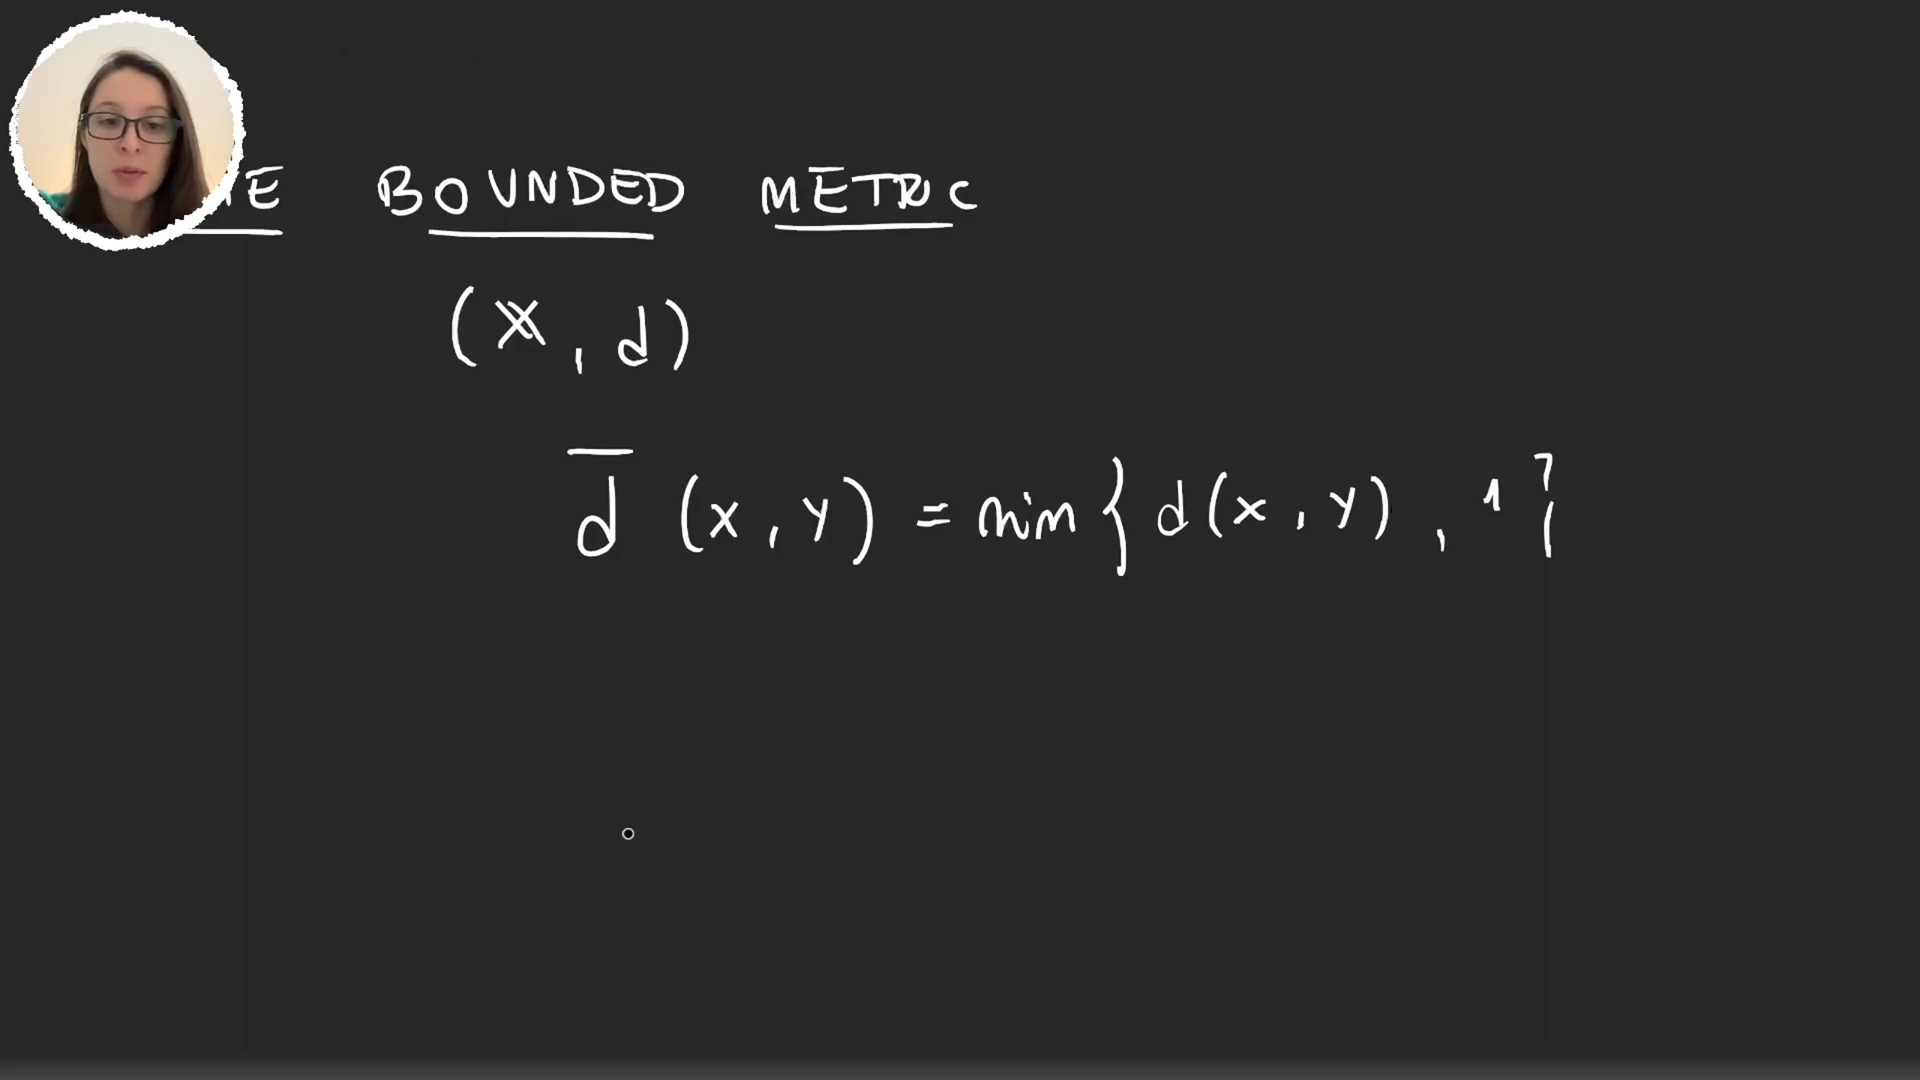 BOUNDED METRIC
(X, d)
d̅ (x, y) = min { d(x, y), 1 }